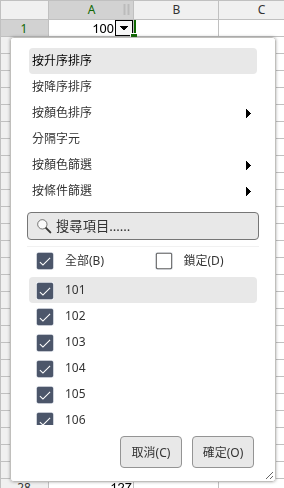 A B C
1 100
按升序排序
按降序排序
按顏色排序
分隔字元
按顏色篩選
按條件篩選
搜尋項目......
全部(B) 鎖定(D)
101
102
103
104
105
106
取消(C) 確定(O)
28 127